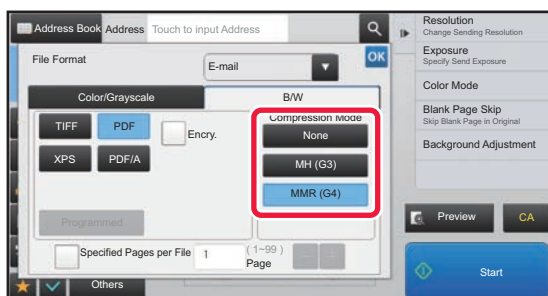 Address Book Address Touch to input Address
File Format
E-mail
OK
Color/Grayscale
B/W
TIFF
PDF
Encry.
XPS
PDF/A
Programmed
Compression Mode
None
MH (G3)
MMR (G4)
Specified Pages per File 1 (1~99)
Page
Others
Resolution
Change Sending Resolution
Exposure
Specify Send Exposure
Color Mode
Blank Page Skip
Skip Blank Page in Original
Background Adjustment
Preview
CA
Start